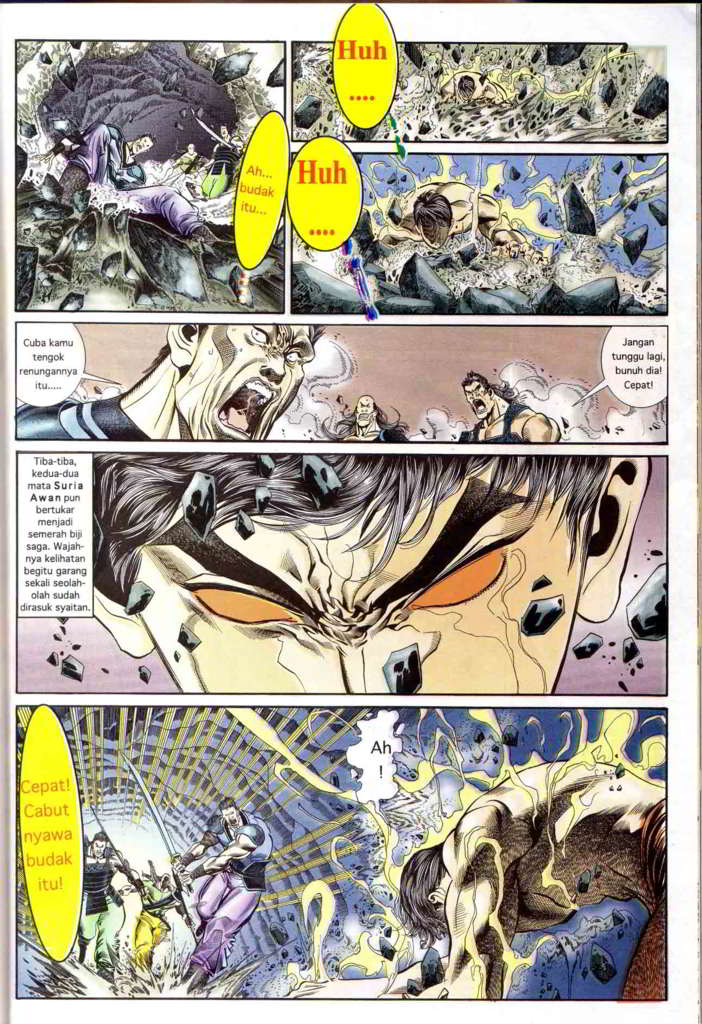 Ah...
budak
itu...
Huh
....
Huh
....
Cuba kamu
tengok
renungannya
itu.....
Jangan
tunggu lagi,
bunuh dia!
Cepat!
Tiba-tiba,
kedua-dua
mata Suria
Awan pun
bertukar
menjadi
semerah biji
saga. Wajah-
nya kelihatan
begitu garang
sekali seolah-
olah sudah
dirasuk syaitan.
Cepat!
Cabut
nyawa
budak
itu!
Ah
!